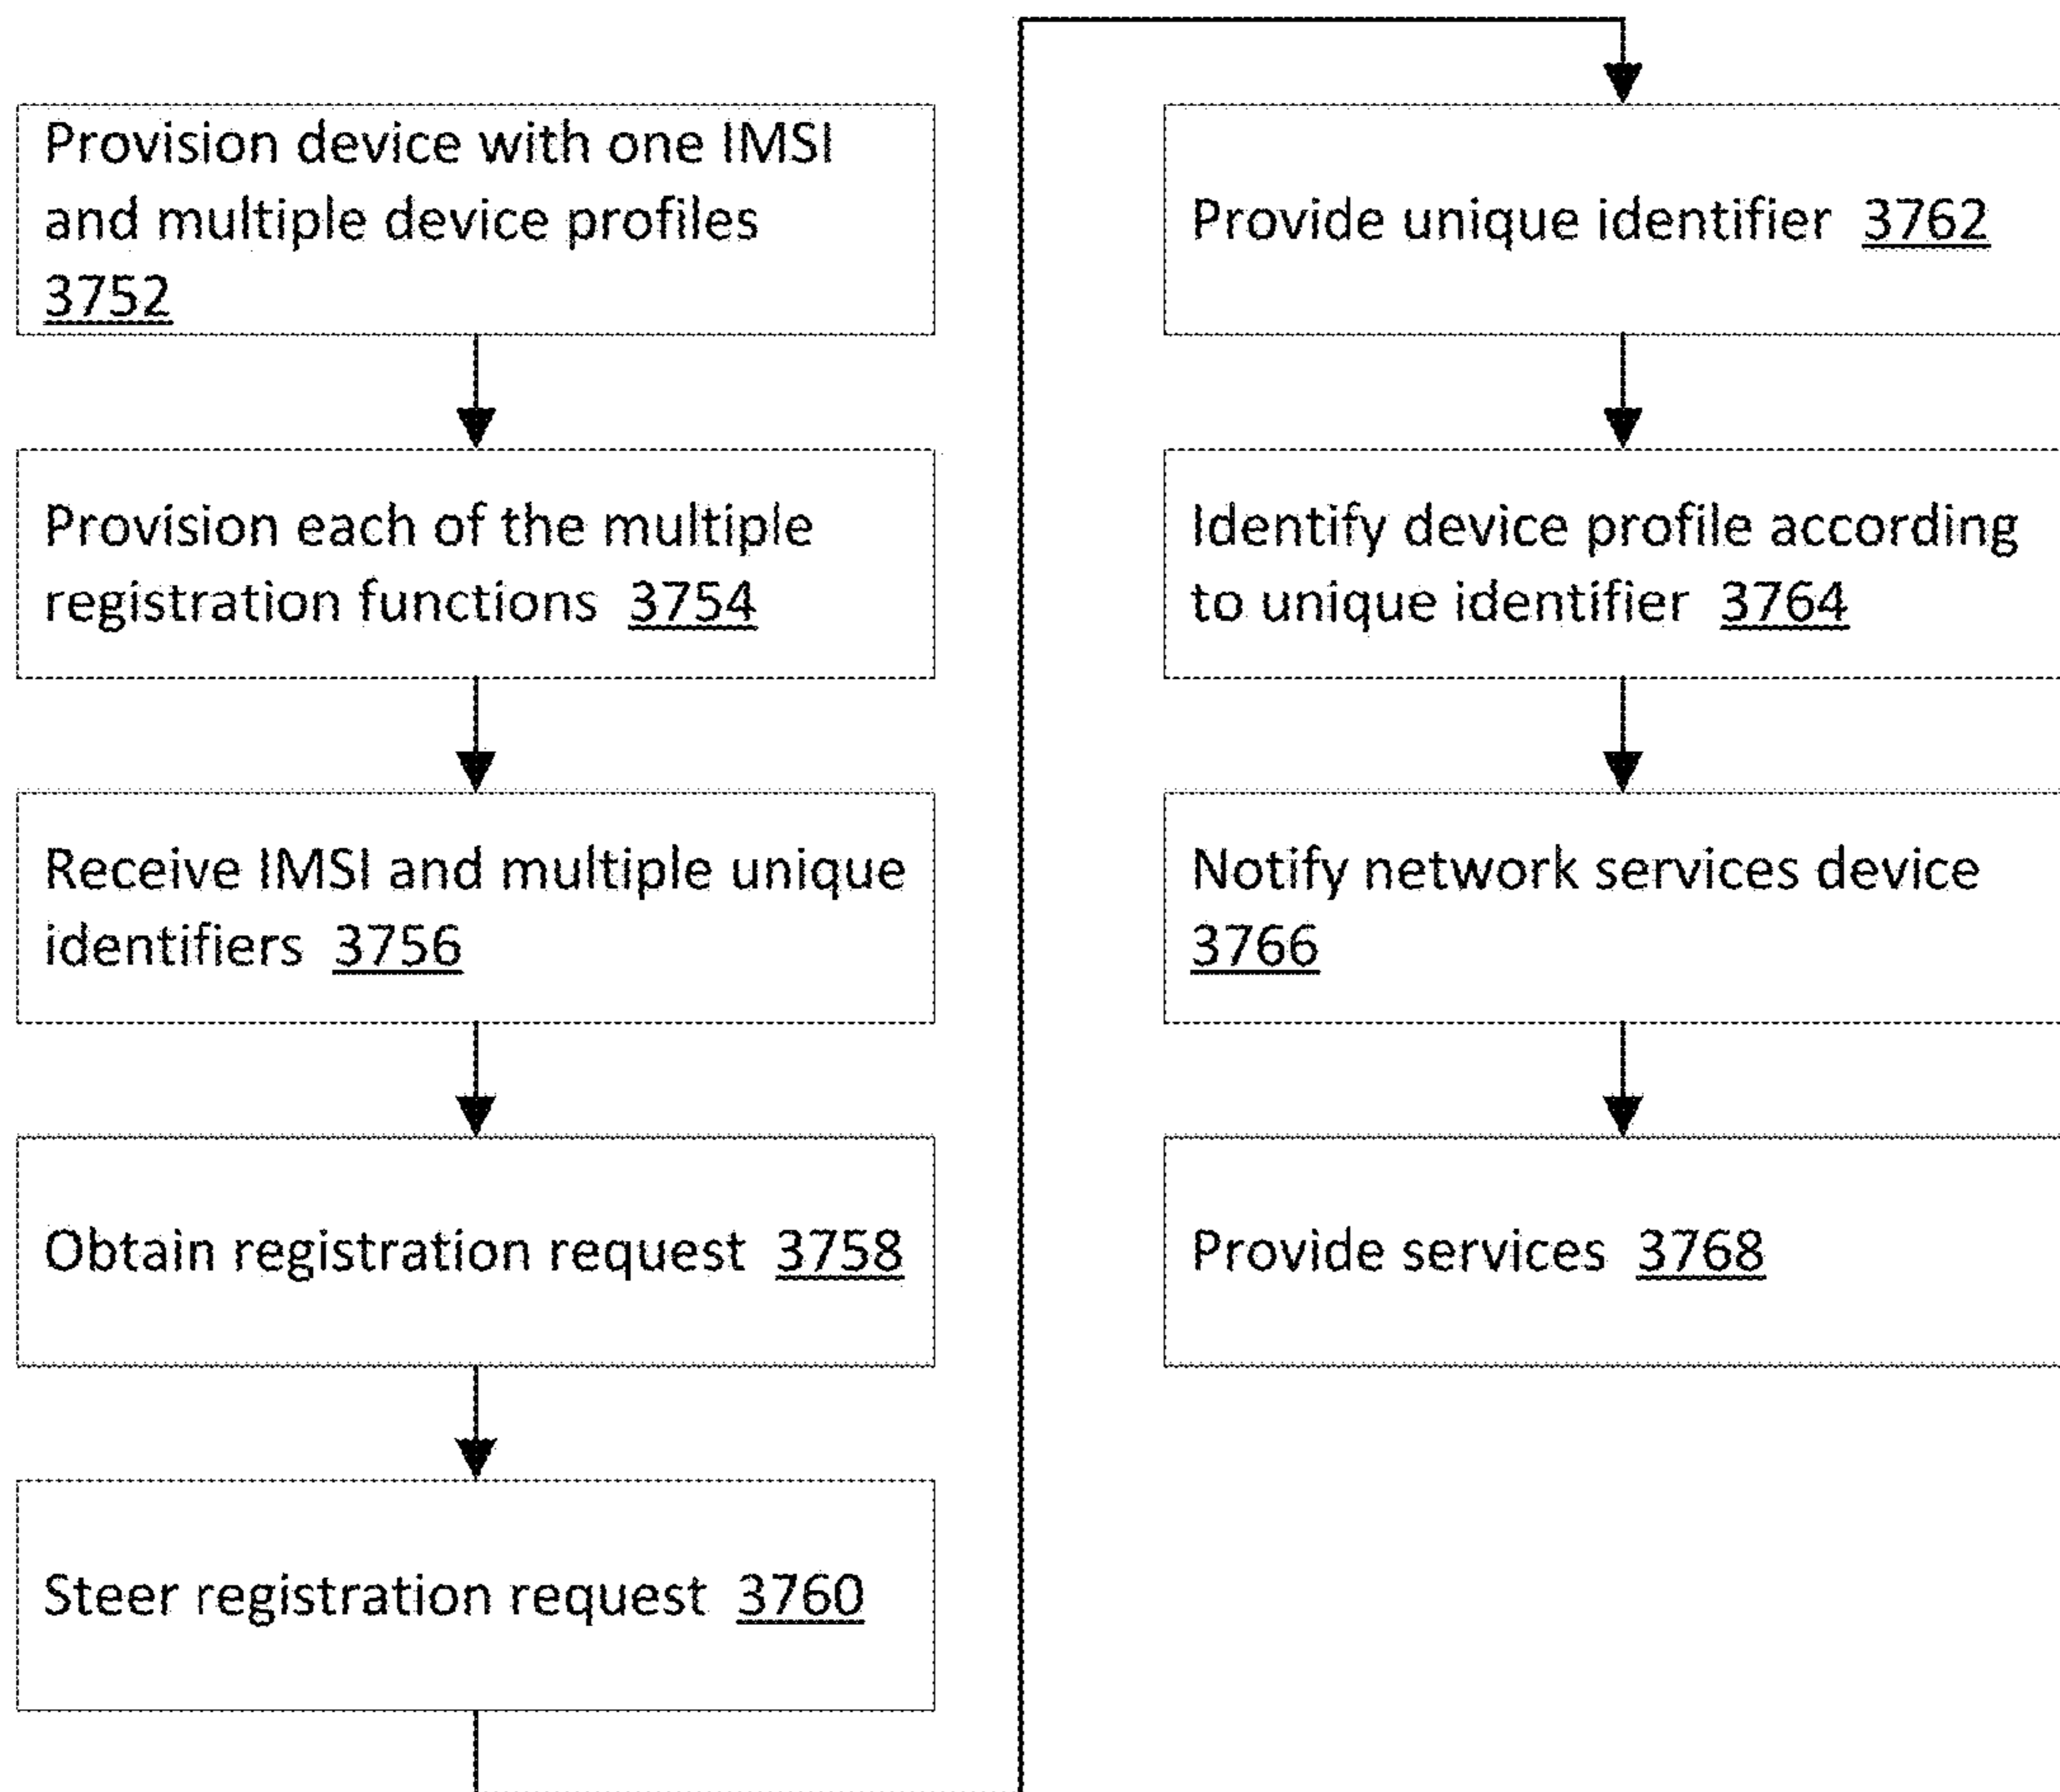 Provision device with one IMSI
and multiple device profiles
3752
Provision each of the multiple
registration functions 3754
Receive IMSI and multiple unique
identifiers 3756
Obtain registration request 3758
Steer registration request 3760
Provide unique identifier 3762
Identify device profile according
to unique identifier 3764
Notify network services device
3766
Provide services 3768